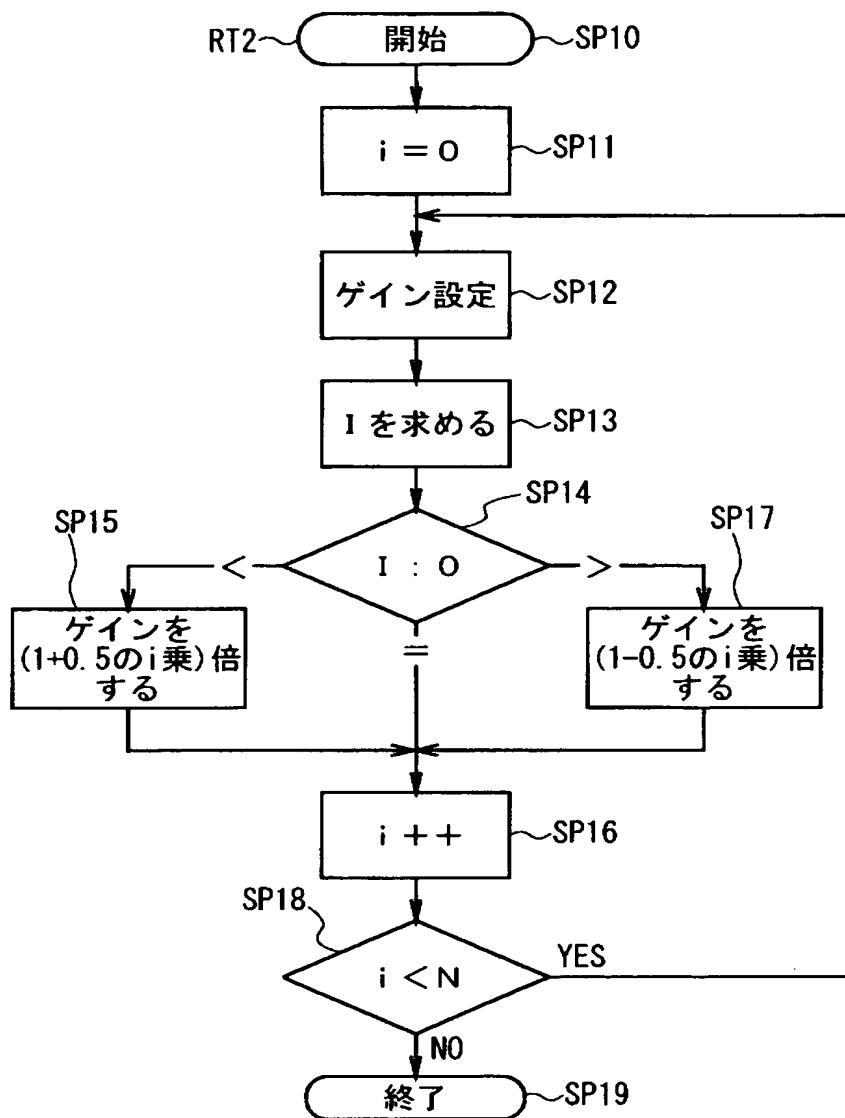 RT2
開始
SP10
i = 0
SP11
ゲイン設定
SP12
Iを求める
SP13
SP14
I : 0
SP15
<
>
SP17
ゲインを
(1+0.5のi乗)倍
する
=
ゲインを
(1-0.5のi乗)倍
する
i ++
SP16
SP18
i < N
YES
NO
終了
SP19